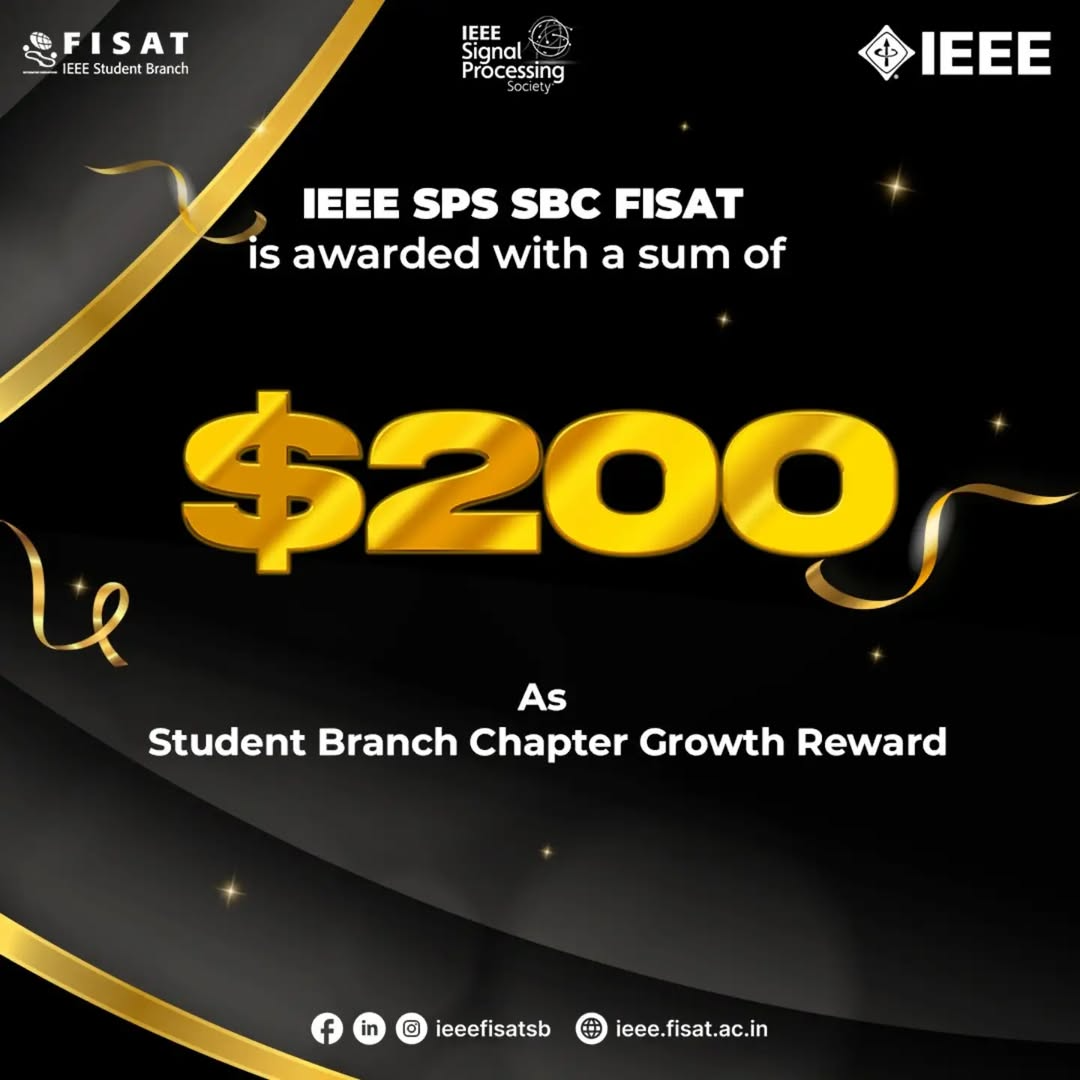 FISAT
IEEE Student Branch
IEEE
Signal
Processing
Society
IEEE
IEEE SPS SBC FISAT
is awarded with a sum of
$200
As
Student Branch Chapter Growth Reward
ieeefisatsb ieee.fisat.ac.in